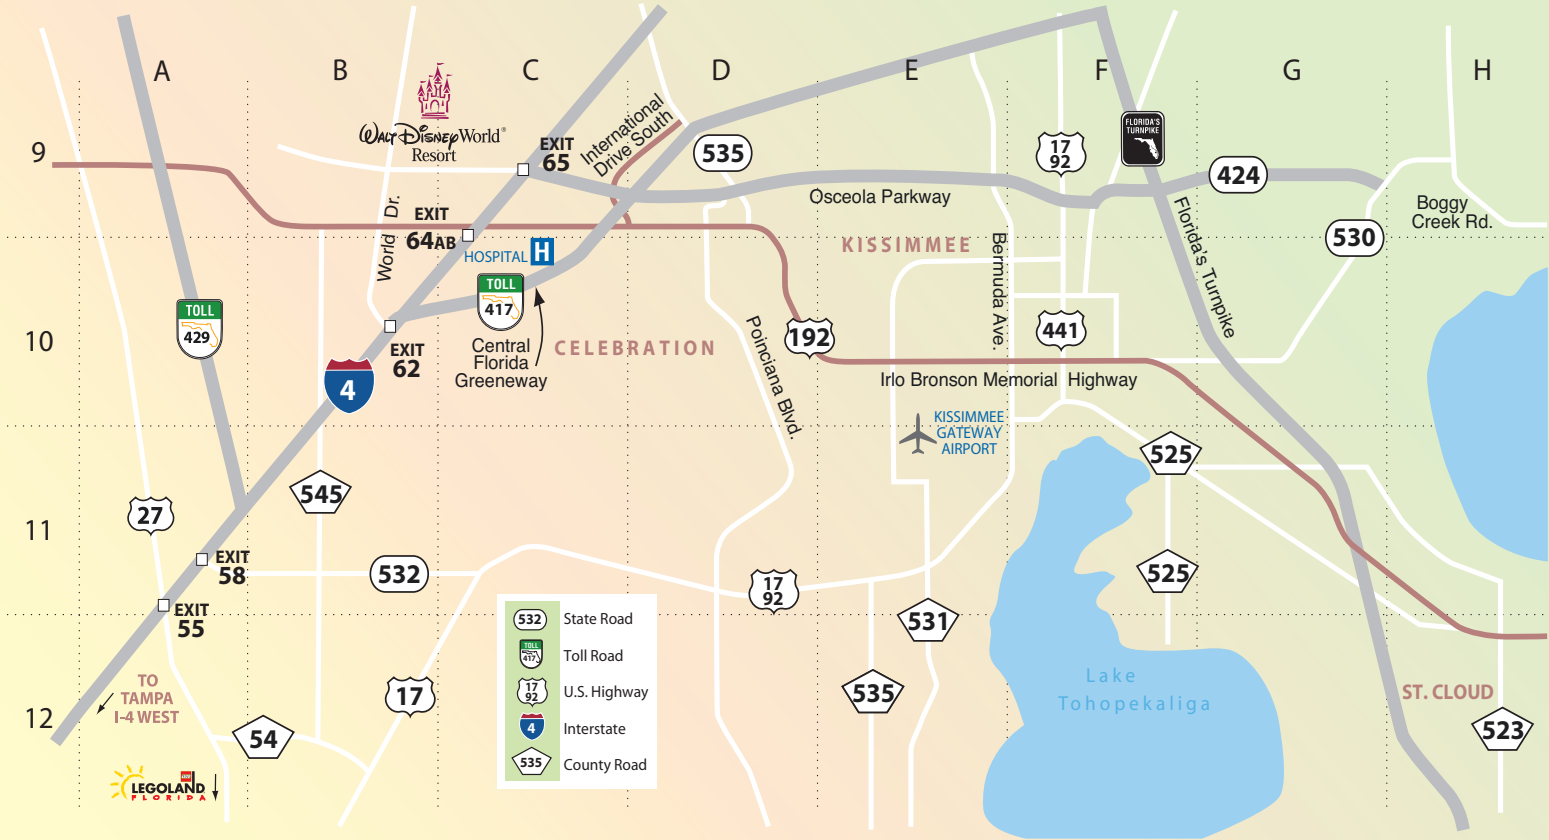 A B C D E F G H
9
10
11
12
Walt Disney World®
Resort
EXIT
65
International
Drive South
535
17
92
FLORIDA'S
TURNPIKE
424
Osceola Parkway
Boggy
Creek Rd.
530
World Dr.
EXIT
64AB
HOSPITAL H
KISSIMMEE
Bermuda Ave.
Florida's Turnpike
TOLL
429
TOLL
417
Central
Florida
Greeneway
CELEBRATION
EXIT
62
4
Poinciana Blvd.
192
441
Irlo Bronson Memorial Highway
KISSIMMEE
GATEWAY
AIRPORT
545
27
525
EXIT
58
532
17
92
525
EXIT
55
531
535
17
54
TO
TAMPA
I-4 WEST
LEGO
LEGOLAND
FLORIDA
Lake
Tohopekaliga
ST. CLOUD
523
532 State Road
TOLL
417
Toll Road
17
92
U.S. Highway
4 Interstate
535 County Road